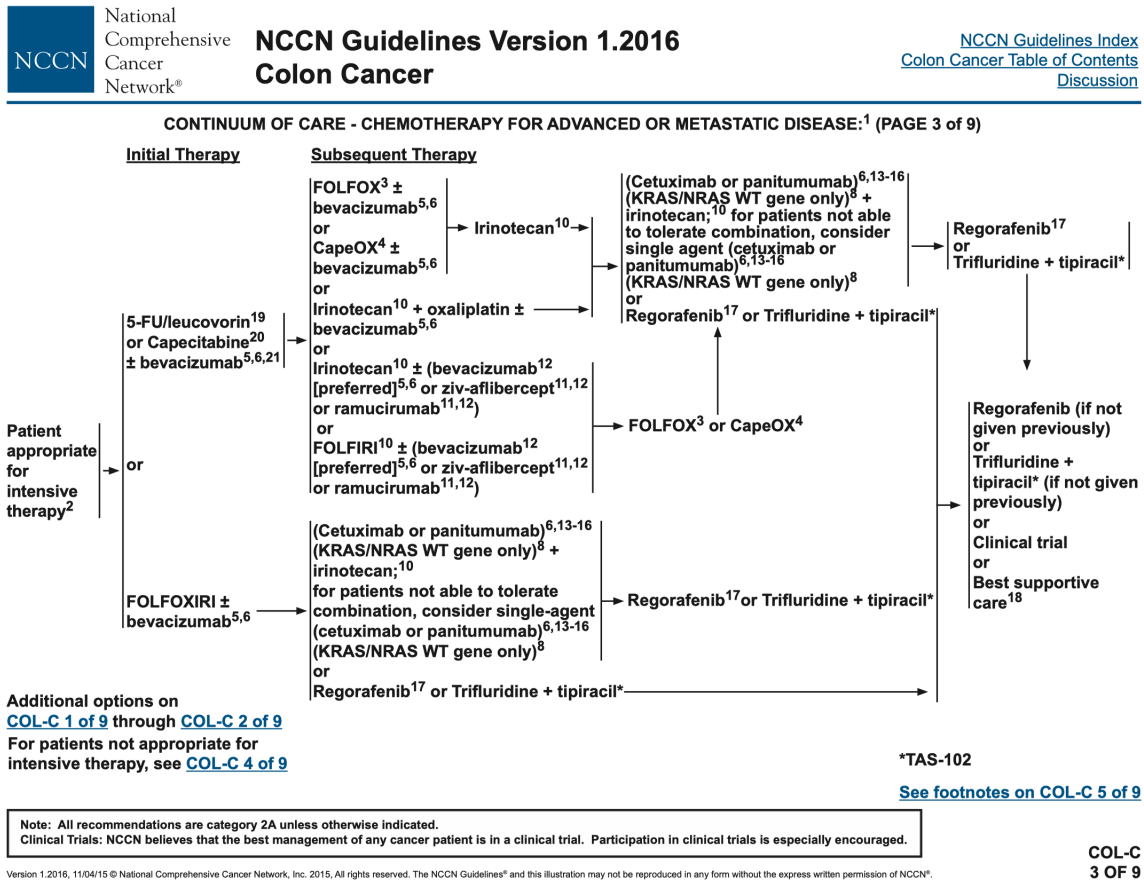 NCCN
National
Comprehensive
Cancer
Network®
NCCN Guidelines Version 1.2016
Colon Cancer
NCCN Guidelines Index
Colon Cancer Table of Contents
Discussion
CONTINUUM OF CARE - CHEMOTHERAPY FOR ADVANCED OR METASTATIC DISEASE:1 (PAGE 3 of 9)
Initial Therapy
Subsequent Therapy
Patient
appropriate
for
intensive
therapy2
5-FU/leucovorin19
or Capecitabine20
± bevacizumab5,6,21
or
FOLFOXIRI ±
bevacizumab5,6
FOLFOX3 ±
bevacizumab5,6
or
CapeOX4 ±
bevacizumab5,6
or
Irinotecan10 + oxaliplatin ±
bevacizumab5,6
or
Irinotecan10 ± (bevacizumab12
[preferred]5,6 or ziv-aflibercept11,12
or ramucirumab11,12)
or
FOLFIRI10 ± (bevacizumab12
[preferred]5,6 or ziv-aflibercept11,12
or ramucirumab11,12)
Irinotecan10
FOLFOX3 or CapeOX4
(Cetuximab or panitumumab)6,13-16
(KRAS/NRAS WT gene only)8 +
irinotecan;10 for patients not able
to tolerate combination, consider
single agent (cetuximab or
panitumumab)6,13-16
(KRAS/NRAS WT gene only)8
or
Regorafenib17 or Trifluridine + tipiracil*
Regorafenib17
or
Trifluridine + tipiracil*
(Cetuximab or panitumumab)6,13-16
(KRAS/NRAS WT gene only)8 +
irinotecan;10
for patients not able to tolerate
combination, consider single-agent
(cetuximab or panitumumab)6,13-16
(KRAS/NRAS WT gene only)8
or
Regorafenib17 or Trifluridine + tipiracil*
Regorafenib17or Trifluridine + tipiracil*
Regorafenib (if not
given previously)
or
Trifluridine +
tipiracil* (if not given
previously)
or
Clinical trial
or
Best supportive
care18
Additional options on
COL-C 1 of 9 through COL-C 2 of 9
For patients not appropriate for
intensive therapy, see COL-C 4 of 9
*TAS-102
See footnotes on COL-C 5 of 9
Note: All recommendations are category 2A unless otherwise indicated.
Clinical Trials: NCCN believes that the best management of any cancer patient is in a clinical trial. Participation in clinical trials is especially encouraged.
COL-C
3 OF 9
Version 1.2016, 11/04/15 © National Comprehensive Cancer Network, Inc. 2015, All rights reserved. The NCCN Guidelines® and this illustration may not be reproduced in any form without the express written permission of NCCN®.